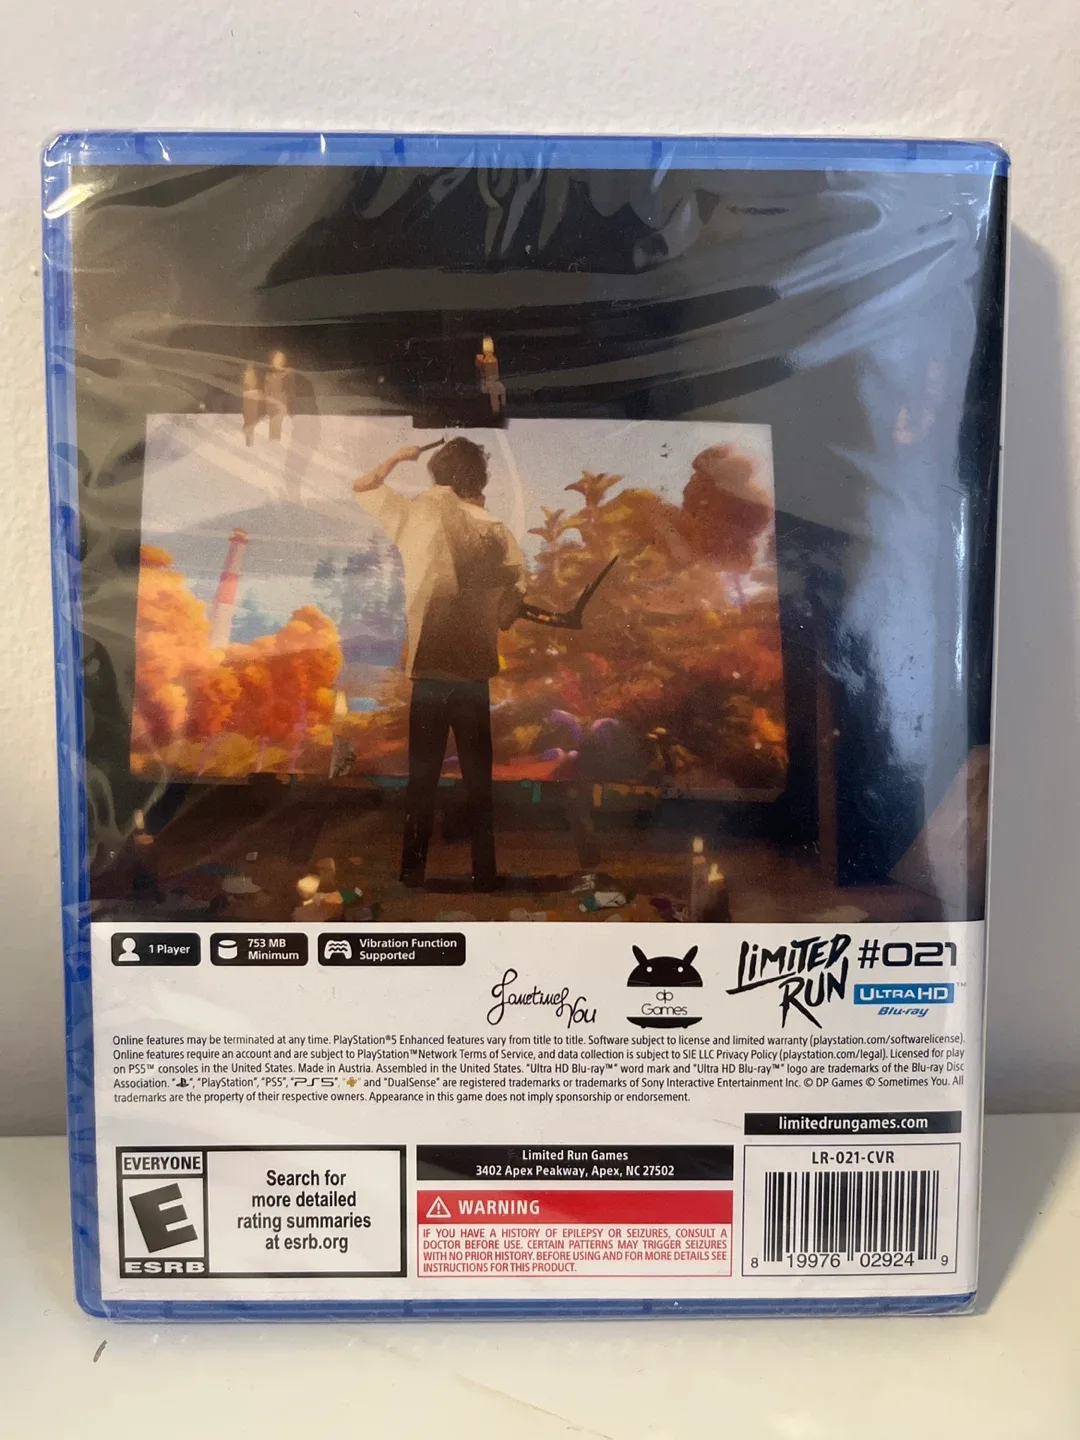 1 Player
753 MB
Minimum
Vibration Function
Supported
Sometimes You
dp
Games
LIMITED RUN #021
ULTRA HD
Blu-ray™
Online features may be terminated at any time. PlayStation®5 Enhanced features vary from title to title. Software subject to license and limited warranty (playstation.com/softwarelicense).
Online features require an account and are subject to PlayStation™Network Terms of Service, and data collection is subject to SIE LLC Privacy Policy (playstation.com/legal). Licensed for play
on PS5™ consoles in the United States. Made in Austria. Assembled in the United States. "Ultra HD Blu-ray™" word mark and "Ultra HD Blu-ray™" logo are trademarks of the Blu-ray Disc
Association. "PlayStation", "PS5", "PS5", and "DualSense" are registered trademarks or trademarks of Sony Interactive Entertainment Inc. © DP Games © Sometimes You. All
trademarks are the property of their respective owners. Appearance in this game does not imply sponsorship or endorsement.
limitedrungames.com
EVERYONE
E
ESRB
Search for
more detailed
rating summaries
at esrb.org
Limited Run Games
3402 Apex Peakway, Apex, NC 27502
WARNING
IF YOU HAVE A HISTORY OF EPILEPSY OR SEIZURES, CONSULT A
DOCTOR BEFORE USE. CERTAIN PATTERNS MAY TRIGGER SEIZURES
WITH NO PRIOR HISTORY. BEFORE USING AND FOR MORE DETAILS SEE
INSTRUCTIONS FOR THIS PRODUCT.
LR-021-CVR
8 19976 02924 9